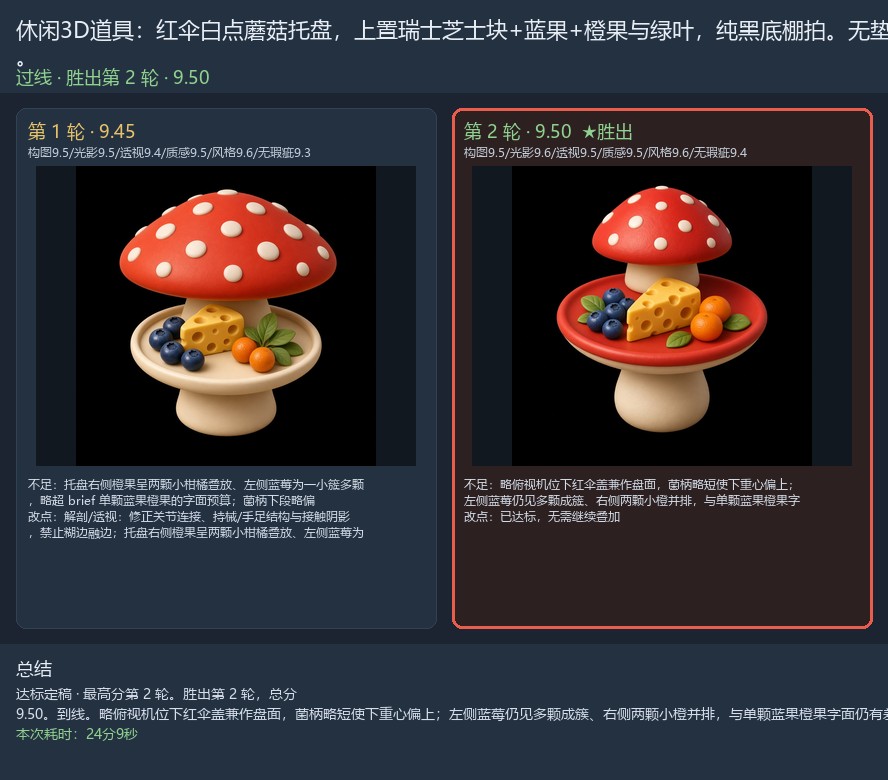 休闲3D道具：红伞白点蘑菇托盘，上置瑞士芝士块+蓝果+橙果与绿叶，纯黑底棚拍。无垫
。
过线 · 胜出第 2 轮 · 9.50
第 1 轮 · 9.45
构图9.5/光影9.5/透视9.4/质感9.5/风格9.6/无瑕疵9.3
不足：托盘右侧橙果呈两颗小柑橘叠放、左侧蓝莓为一小簇多颗
，略超 brief 单颗蓝果橙果的字面预算；菌柄下段略偏
改点：解剖/透视：修正关节连接、持械/手足结构与接触阴影
，禁止糊边融边；托盘右侧橙果呈两颗小柑橘叠放、左侧蓝莓为
第 2 轮 · 9.50 ★胜出
构图9.5/光影9.6/透视9.5/质感9.5/风格9.6/无瑕疵9.4
不足：略俯视机位下红伞盖兼作盘面，菌柄略短使下重心偏上；
左侧蓝莓仍见多颗成簇、右侧两颗小橙并排，与单颗蓝果橙果字
改点：已达标，无需继续叠加
总结
达标定稿 · 最高分第 2 轮。胜出第 2 轮，总分
9.50。到线。略俯视机位下红伞盖兼作盘面，菌柄略短使下重心偏上；左侧蓝莓仍见多颗成簇、右侧两颗小橙并排，与单颗蓝果橙果字面仍有差
本次耗时：24分9秒